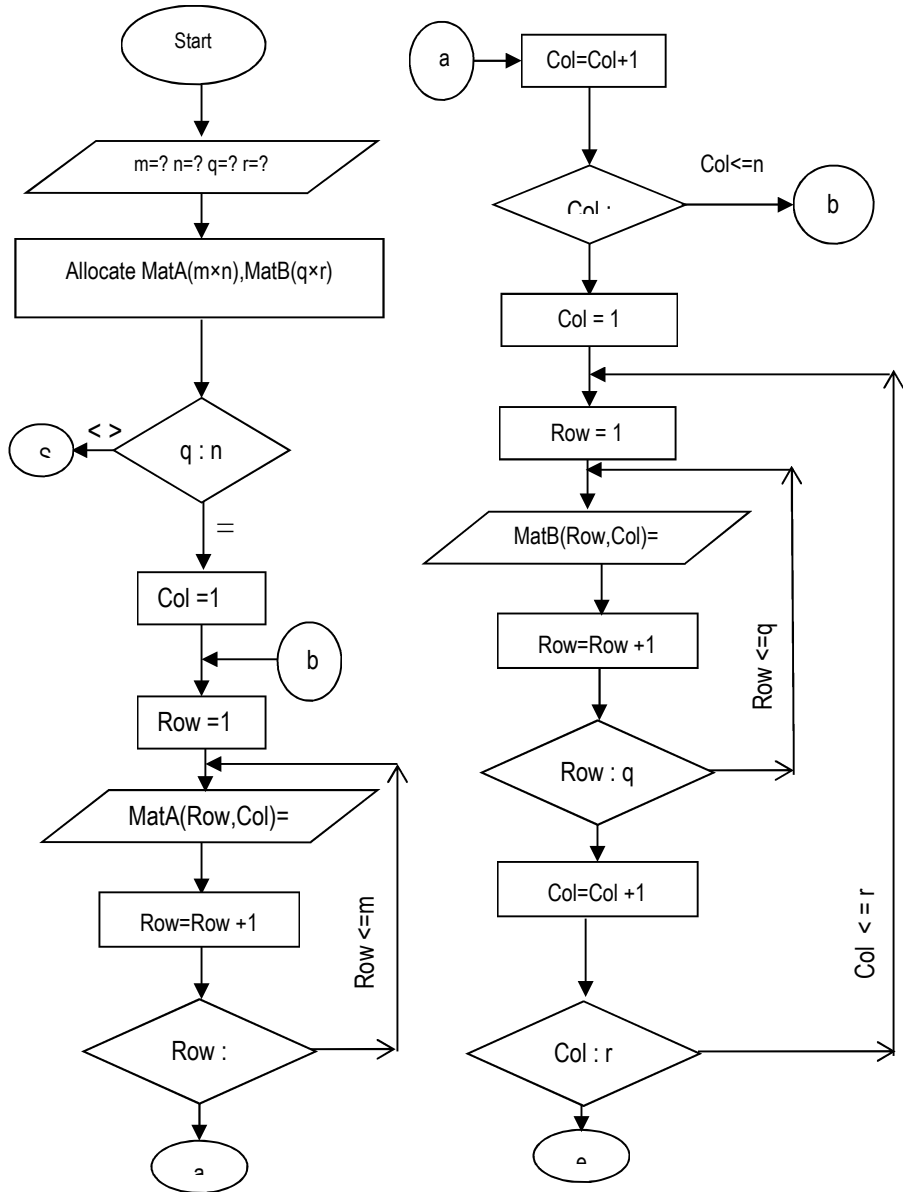 Start
m=? n=? q=? r=?
Allocate MatA(m×n),MatB(q×r)
< >
q : n
=
Col =1
b
Row =1
MatA(Row,Col)=
Row=Row +1
Row <=m
Row :
a
a
Col=Col+1
Col<=n
Col :
b
Col = 1
Row = 1
MatB(Row,Col)=
Row=Row +1
Row <=q
Row : q
Col=Col +1
Col < = r
Col : r
e